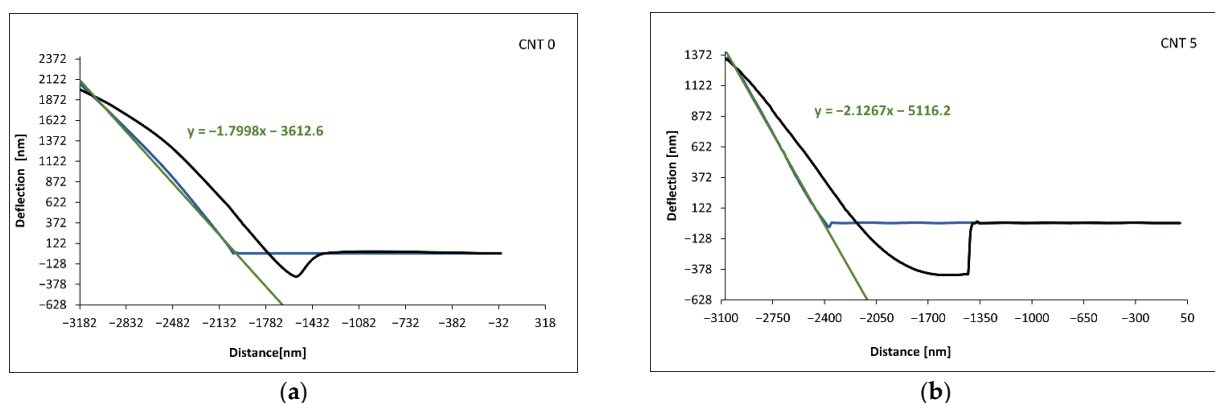 CNT 0
2372
2122
1872
1622
1372
1122
872
622
372
122
−128
−378
−628
Deflection [nm]
y = −1.7998x − 3612.6
−3182 −2832 −2482 −2132 −1782 −1432 −1082 −732 −382 −32 318
Distance[nm]
(a)
CNT 5
1372
1122
872
622
372
122
−128
−378
−628
Deflection [nm]
y = −2.1267x − 5116.2
−3100 −2750 −2400 −2050 −1700 −1350 −1000 −650 −300 50
Distance [nm]
(b)